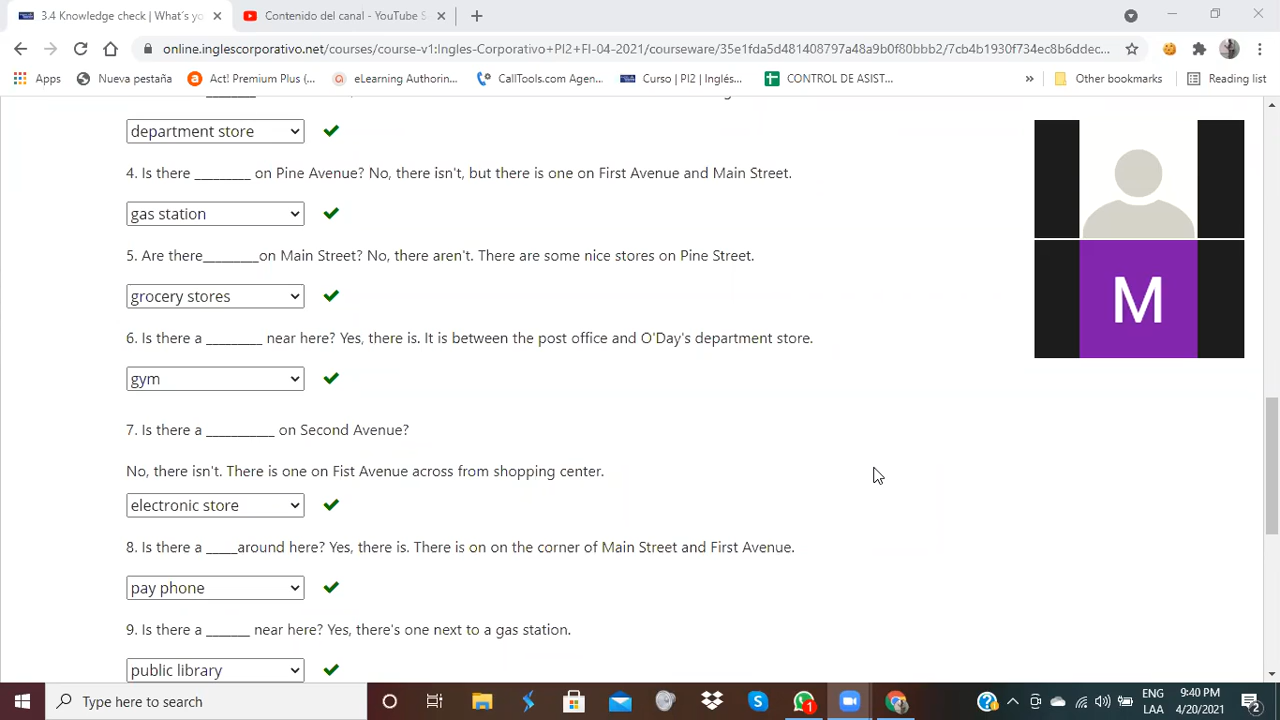 3.4 Knowledge check | What's yo
Contenido del canal - YouTube S
online.inglescorporativo.net/courses/course-v1:Ingles-Corporativo+PI2+FI-04-2021/courseware/35e1fda5d481408797a48a9b0f80bbb2/7cb4b1930f734ec8b6ddec...
Apps Nueva pestaña Act! Premium Plus (... eLearning Authorin... CallTools.com Agen... Curso | PI2 | Inglés... CONTROL DE ASIST... » Other bookmarks Reading list
department store
4. Is there _________ on Pine Avenue? No, there isn't, but there is one on First Avenue and Main Street.
gas station
5. Are there_________on Main Street? No, there aren't. There are some nice stores on Pine Street.
grocery stores
6. Is there a _________ near here? Yes, there is. It is between the post office and O'Day's department store.
gym
7. Is there a ___________ on Second Avenue?
No, there isn't. There is one on Fist Avenue across from shopping center.
electronic store
8. Is there a _____around here? Yes, there is. There is on on the corner of Main Street and First Avenue.
pay phone
9. Is there a _______ near here? Yes, there's one next to a gas station.
public library
M
Type here to search
1
ENG
LAA
9:40 PM
4/20/2021
2